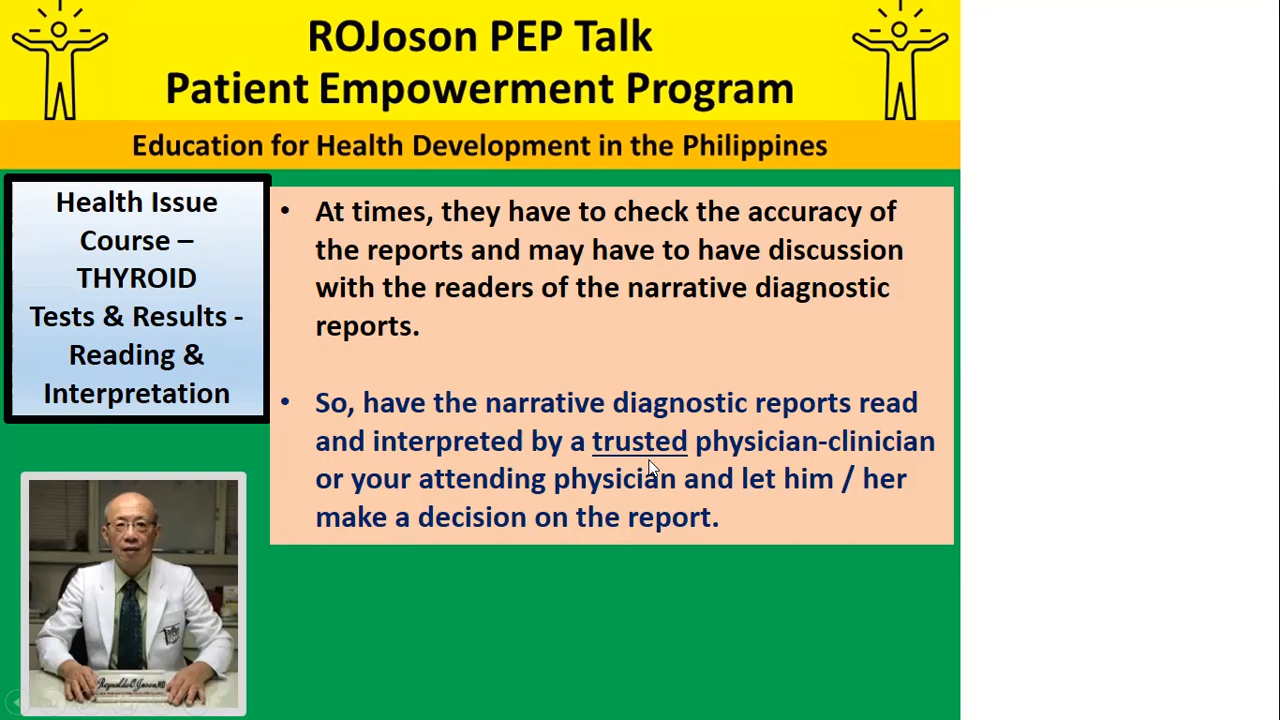 ROJoson PEP Talk
Patient Empowerment Program
Education for Health Development in the Philippines
Health Issue
Course –
THYROID
Tests & Results -
Reading &
Interpretation
• At times, they have to check the accuracy of
the reports and may have to have discussion
with the readers of the narrative diagnostic
reports.
• So, have the narrative diagnostic reports read
and interpreted by a trusted physician-clinician
or your attending physician and let him / her
make a decision on the report.